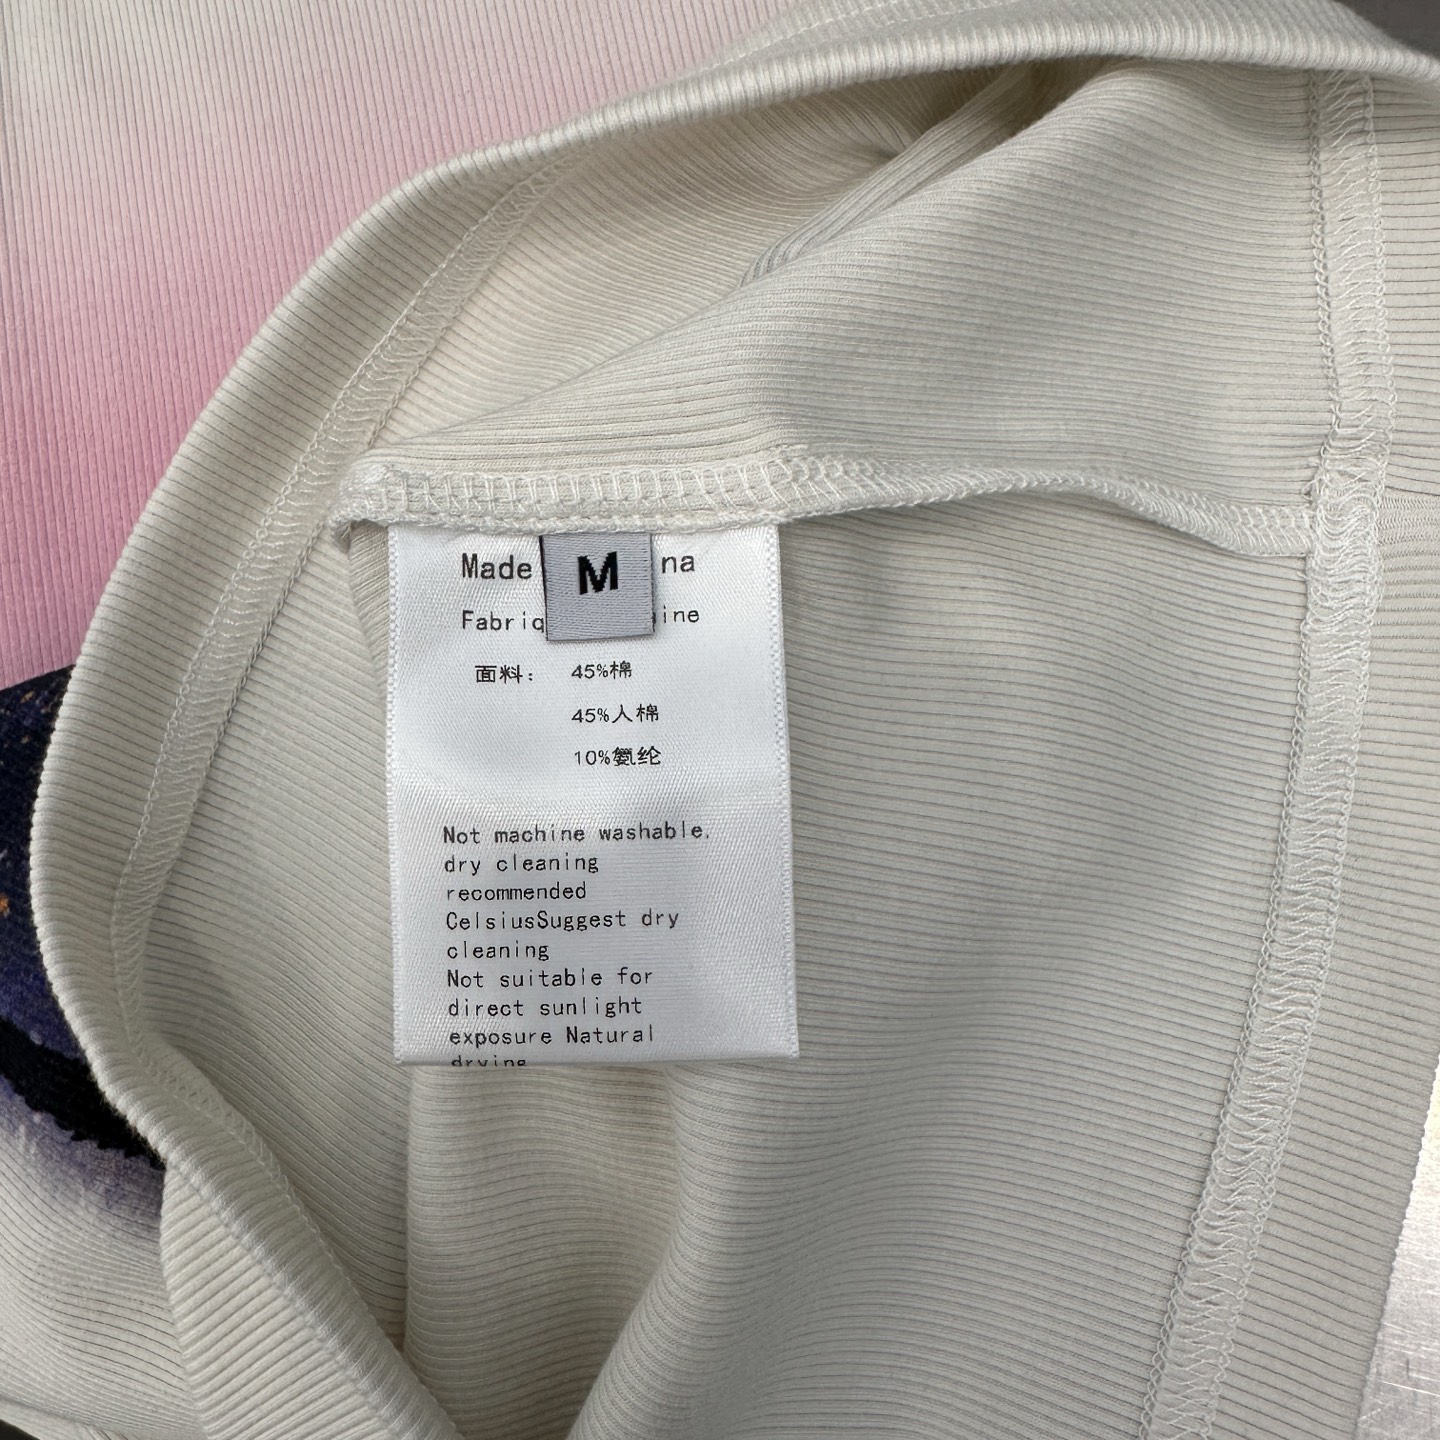 Made na
M
Fabriq ine
面料： 45%棉
45%人棉
10%氨纶
Not machine washable.
dry cleaning
recommended
CelsiusSuggest dry
cleaning
Not suitable for
direct sunlight
exposure Natural
drying